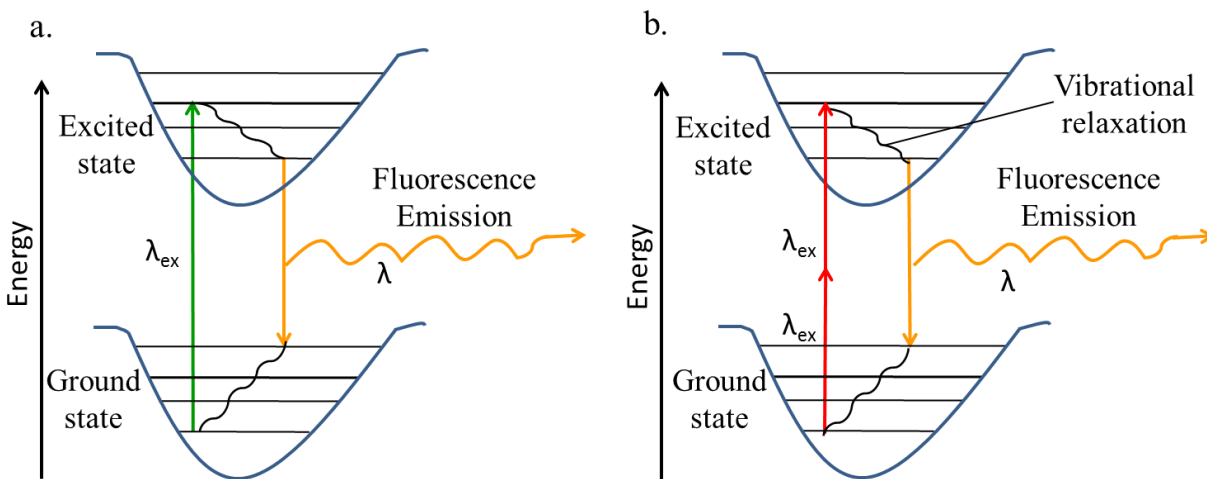 a.
Energy
Excited
state
λex
Fluorescence
Emission
λ
Ground
state
b.
Energy
Excited
state
Vibrational
relaxation
λex
λex
Fluorescence
Emission
λ
Ground
state